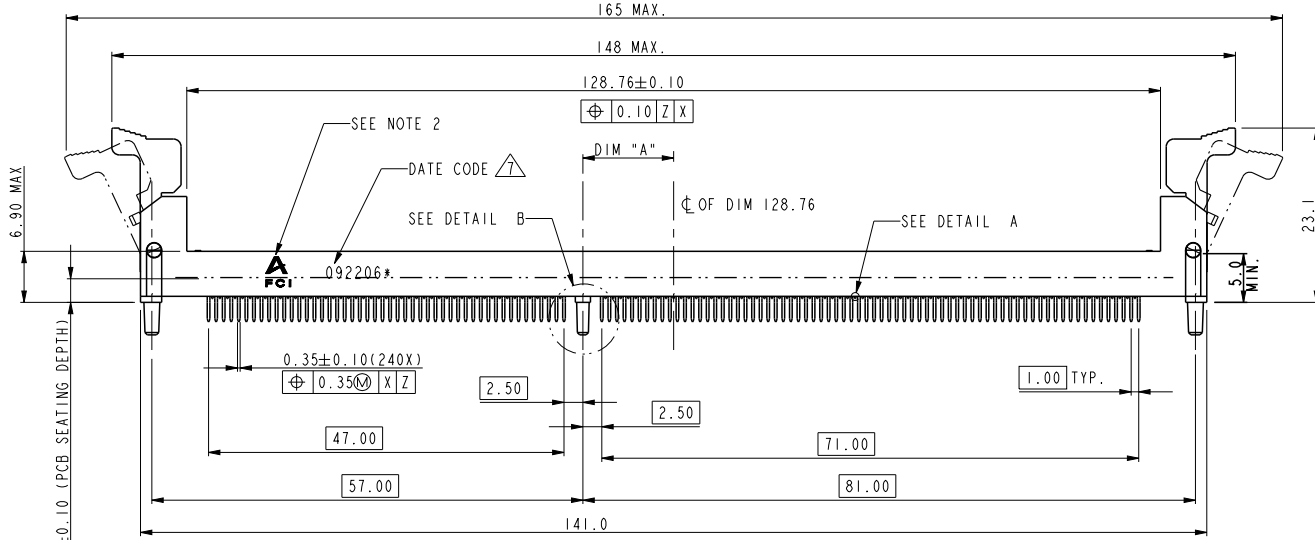 165 MAX.
148 MAX.
128.76±0.10
⌖ 0.10 Z X
SEE NOTE 2
DIM "A"
DATE CODE 7
℄ OF DIM 128.76
SEE DETAIL B
SEE DETAIL A
6.90 MAX
23.1
092206*
FCI
5.0 MIN.
0.35±0.10(240X)
⌖ 0.35Ⓜ X Z
1.00 TYP.
2.50
2.50
47.00
71.00
57.00
81.00
141.0
±0.10 (PCB SEATING DEPTH)